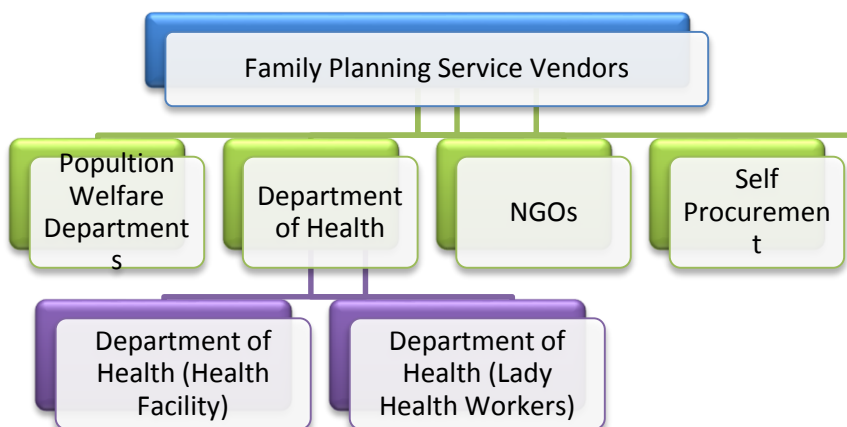 Family Planning Service Vendors
Popultion
Welfare
Department
s
Department
of Health
NGOs
Self
Procuremen
t
Department of
Health (Health
Facility)
Department of
Health (Lady
Health Workers)